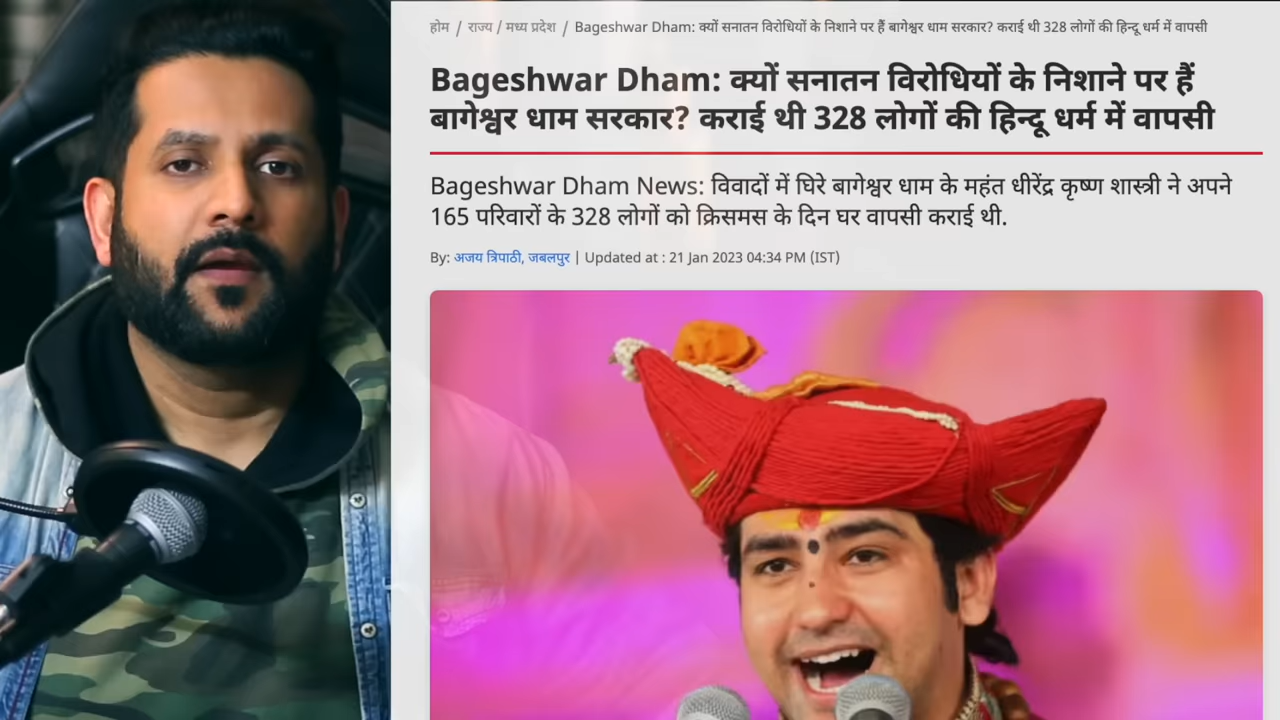 होम / राज्य / मध्य प्रदेश / Bageshwar Dham: क्यों सनातन विरोधियों के निशाने पर हैं बागेश्वर धाम सरकार? कराई थी 328 लोगों की हिन्दू धर्म में वापसी
Bageshwar Dham: क्यों सनातन विरोधियों के निशाने पर हैं
बागेश्वर धाम सरकार? कराई थी 328 लोगों की हिन्दू धर्म में वापसी
Bageshwar Dham News: विवादों में घिरे बागेश्वर धाम के महंत धीरेंद्र कृष्ण शास्त्री ने अपने
165 परिवारों के 328 लोगों को क्रिसमस के दिन घर वापसी कराई थी.
By: अजय त्रिपाठी, जबलपुर | Updated at : 21 Jan 2023 04:34 PM (IST)